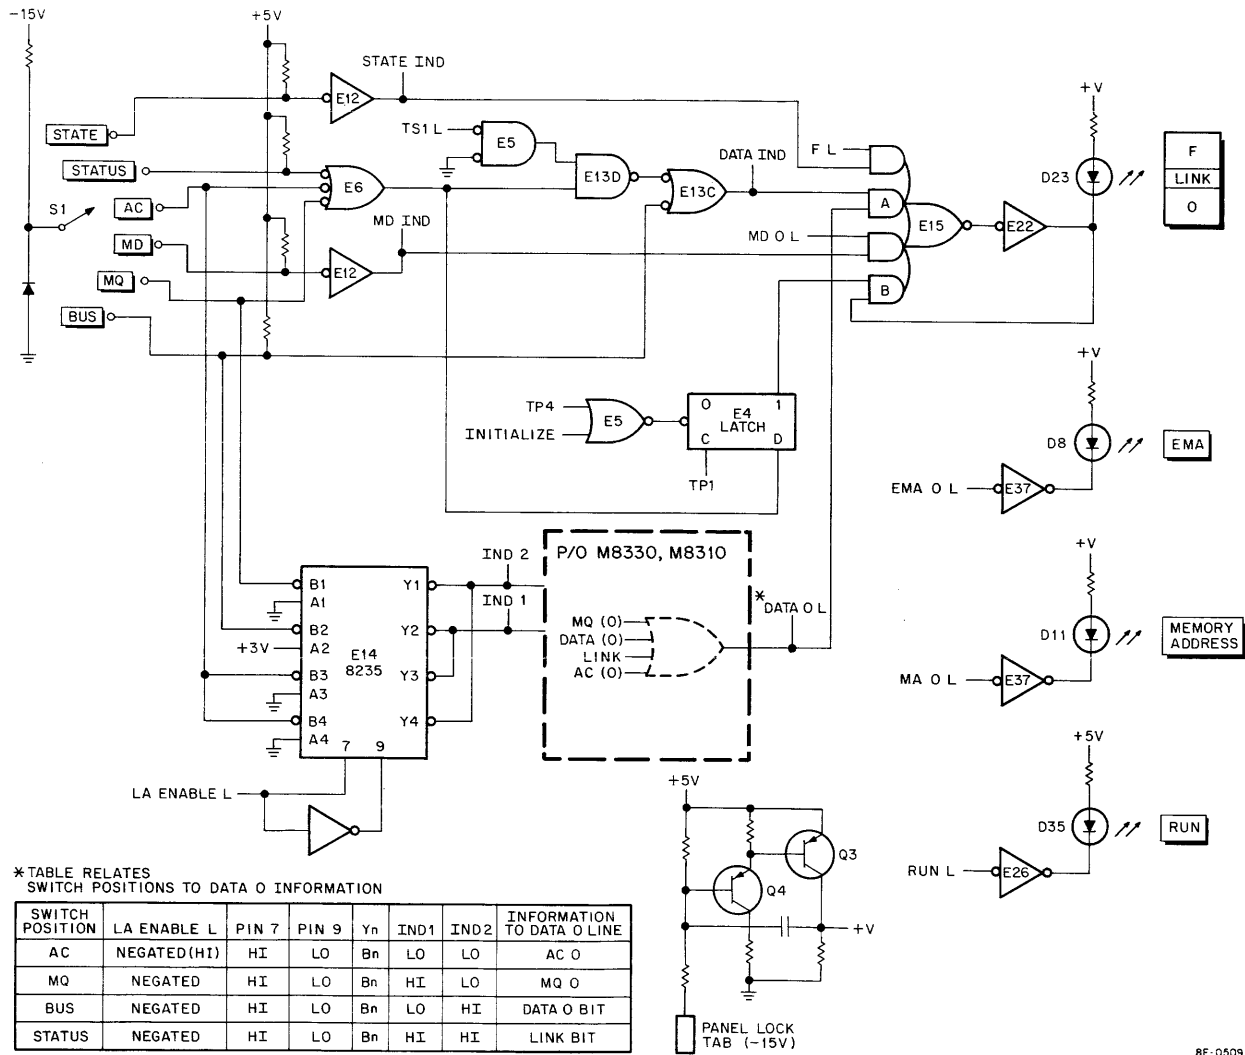 -15V
+5V
STATE IND
STATE
E12
TS1 L
E5
STATUS
E6
E13D
DATA IND
E13C
F L
+V
D23
F
LINK
O
S1
AC
MD
MD IND
E12
MD O L
A
E15
E22
MQ
B
BUS
TP4
INITIALIZE
E5
O
1
E4
LATCH
C
D
TP1
+V
D8
EMA
EMA O L
E37
P/O M8330, M8310
IND 2
IND 1
B1
Y1
A1
B2
Y2
+3V
A2
E14
8235
B3
Y3
A3
B4
Y4
A4
7
9
MQ (O)
DATA (O)
LINK
AC (O)
* DATA O L
+V
D11
MEMORY
ADDRESS
MA O L
E37
LA ENABLE L
+5V
Q3
Q4
+V
PANEL LOCK
TAB (-15V)
+5V
D35
RUN
RUN L
E26
* TABLE RELATES
SWITCH POSITIONS TO DATA O INFORMATION
SWITCH POSITION LA ENABLE L PIN 7 PIN 9 Yn IND1 IND2 INFORMATION TO DATA O LINE
AC NEGATED(HI) HI LO Bn LO LO AC O
MQ NEGATED HI LO Bn HI LO MQ O
BUS NEGATED HI LO Bn LO HI DATA O BIT
STATUS NEGATED HI LO Bn HI HI LINK BIT
8E-0509